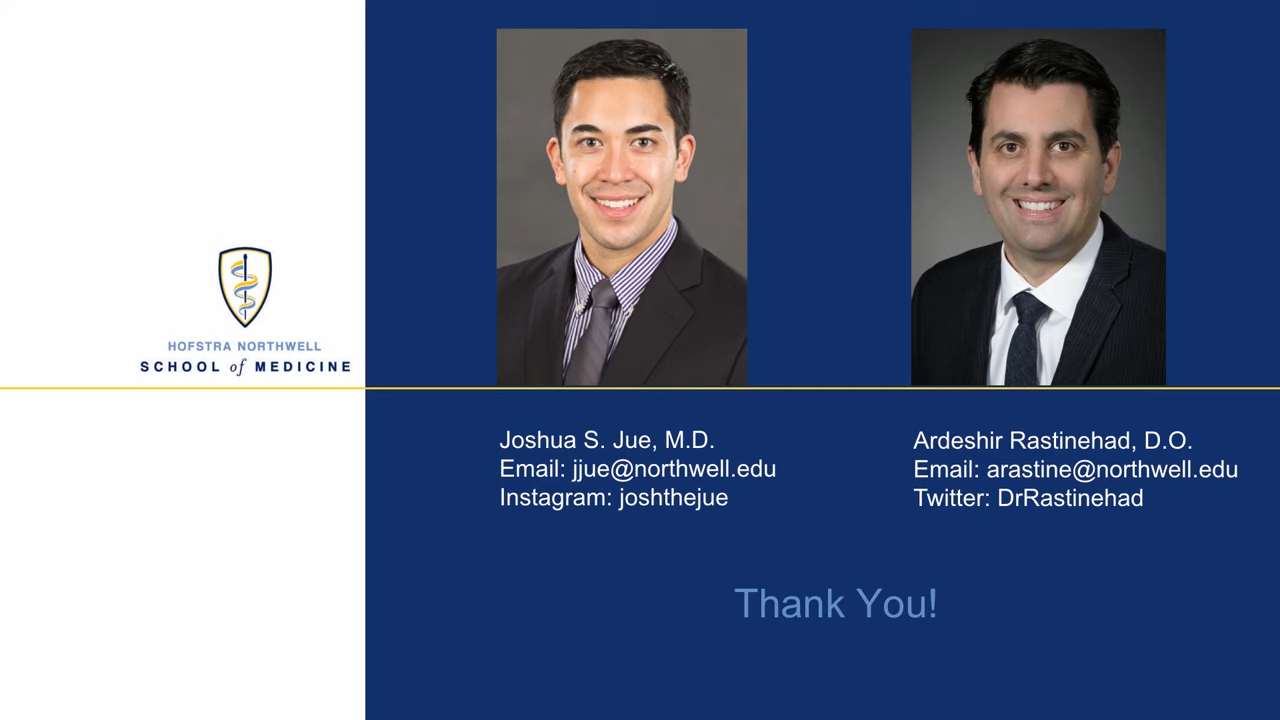 HOFSTRA NORTHWELL
SCHOOL of MEDICINE
Joshua S. Jue, M.D.
Email: jjue@northwell.edu
Instagram: joshthejue
Ardeshir Rastinehad, D.O.
Email: arastine@northwell.edu
Twitter: DrRastinehad
Thank You!